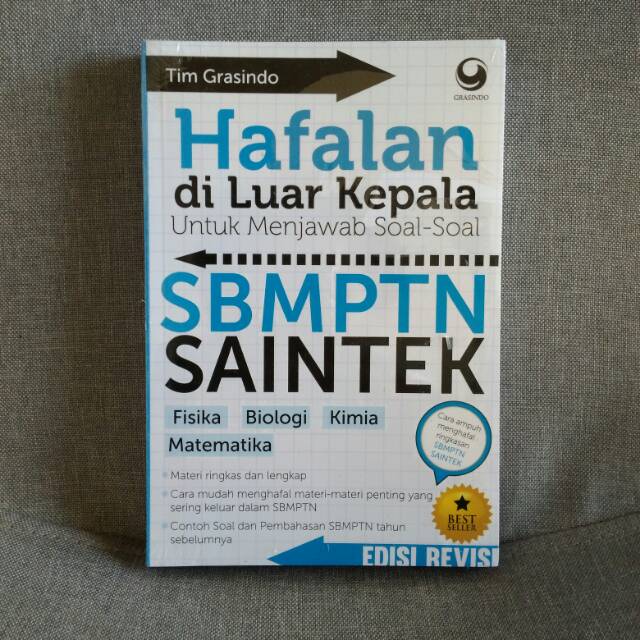 Tim Grasindo
GRASINDO
Hafalan
di Luar Kepala
Untuk Menjawab Soal-Soal
SBMPTN
SAINTEK
Fisika Biologi Kimia
Matematika
Cara ampuh
menghafal
ringkasan
SBMPTN
SAINTEK
Materi ringkas dan lengkap
Cara mudah menghafal materi-materi penting yang
sering keluar dalam SBMPTN
Contoh Soal dan Pembahasan SBMPTN tahun
sebelumnya
BEST
SELLER
EDISI REVISI